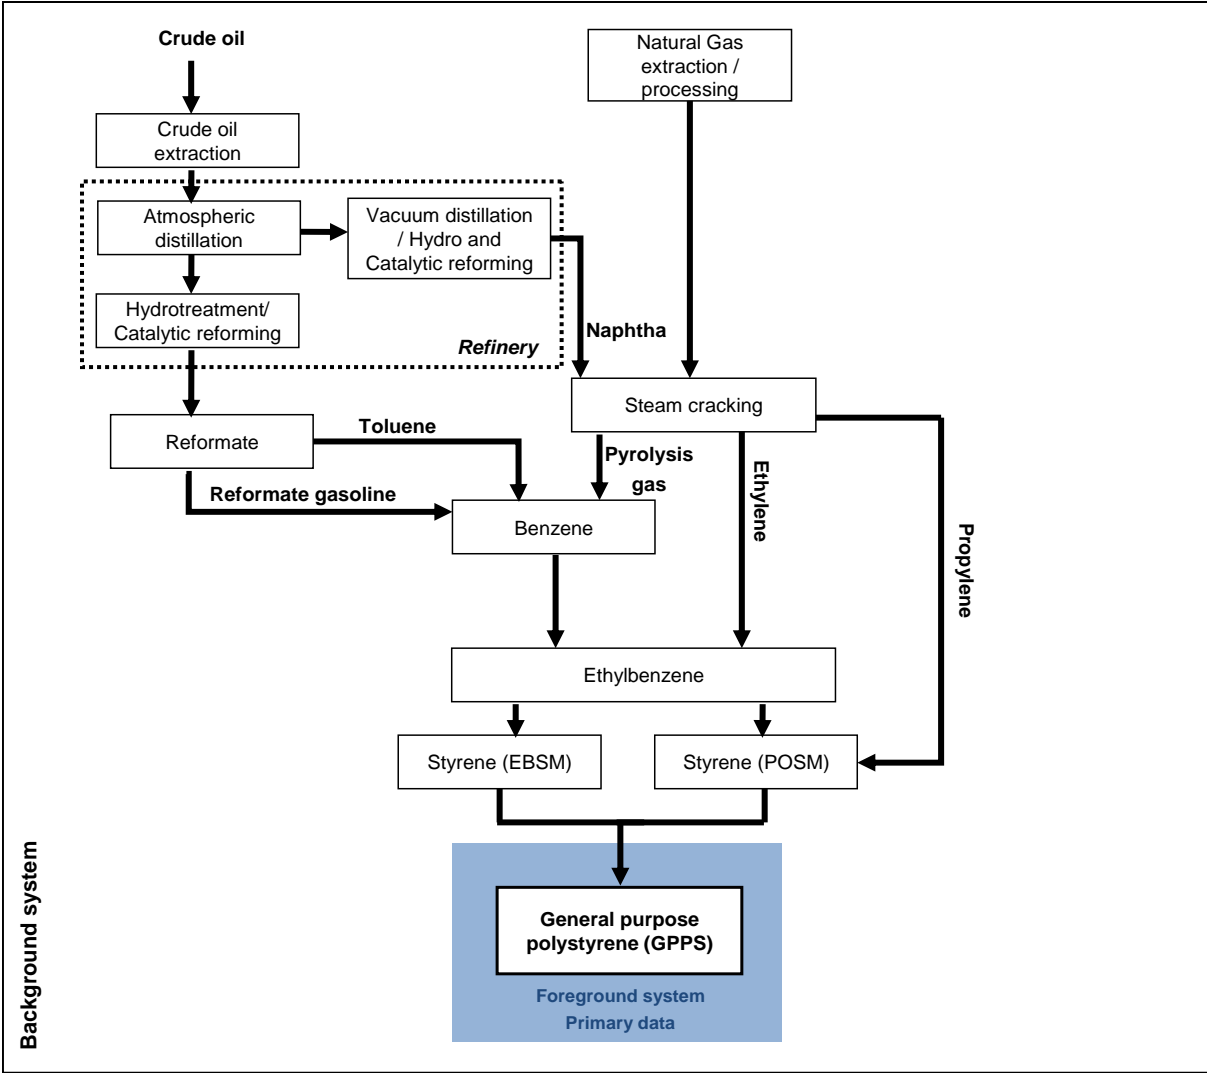 Crude oil
Natural Gas
extraction /
processing
Crude oil
extraction
Atmospheric
distillation
Vacuum distillation
/ Hydro and
Catalytic reforming
Hydrotreatment/
Catalytic reforming
Refinery
Naphtha
Steam cracking
Reformate
Toluene
Pyrolysis
gas
Ethylene
Propylene
Reformate gasoline
Benzene
Ethylbenzene
Styrene (EBSM)
Styrene (POSM)
General purpose
polystyrene (GPPS)
Foreground system
Primary data
Background system